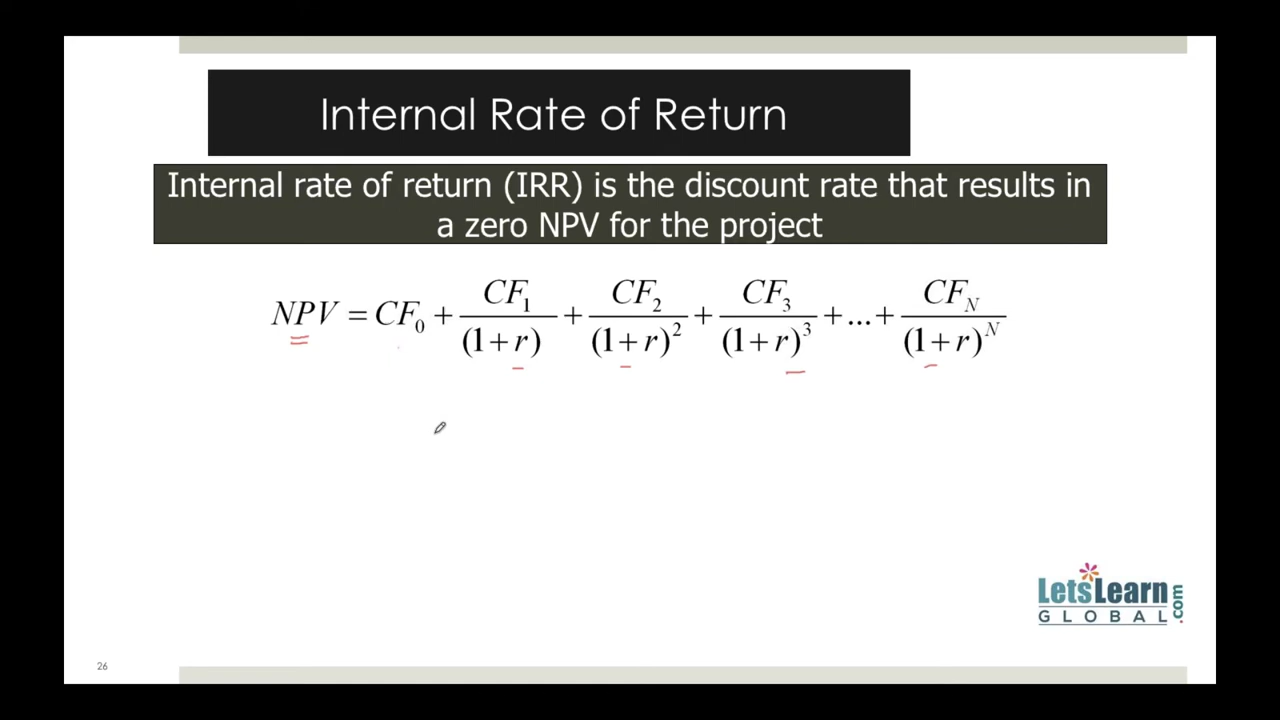 Internal Rate of Return
Internal rate of return (IRR) is the discount rate that results in
a zero NPV for the project
NPV = CF₀ + CF₁/(1+r) + CF₂/(1+r)² + CF₃/(1+r)³ + ... + CF_N/(1+r)^N
LetsLearn.com
GLOBAL
26